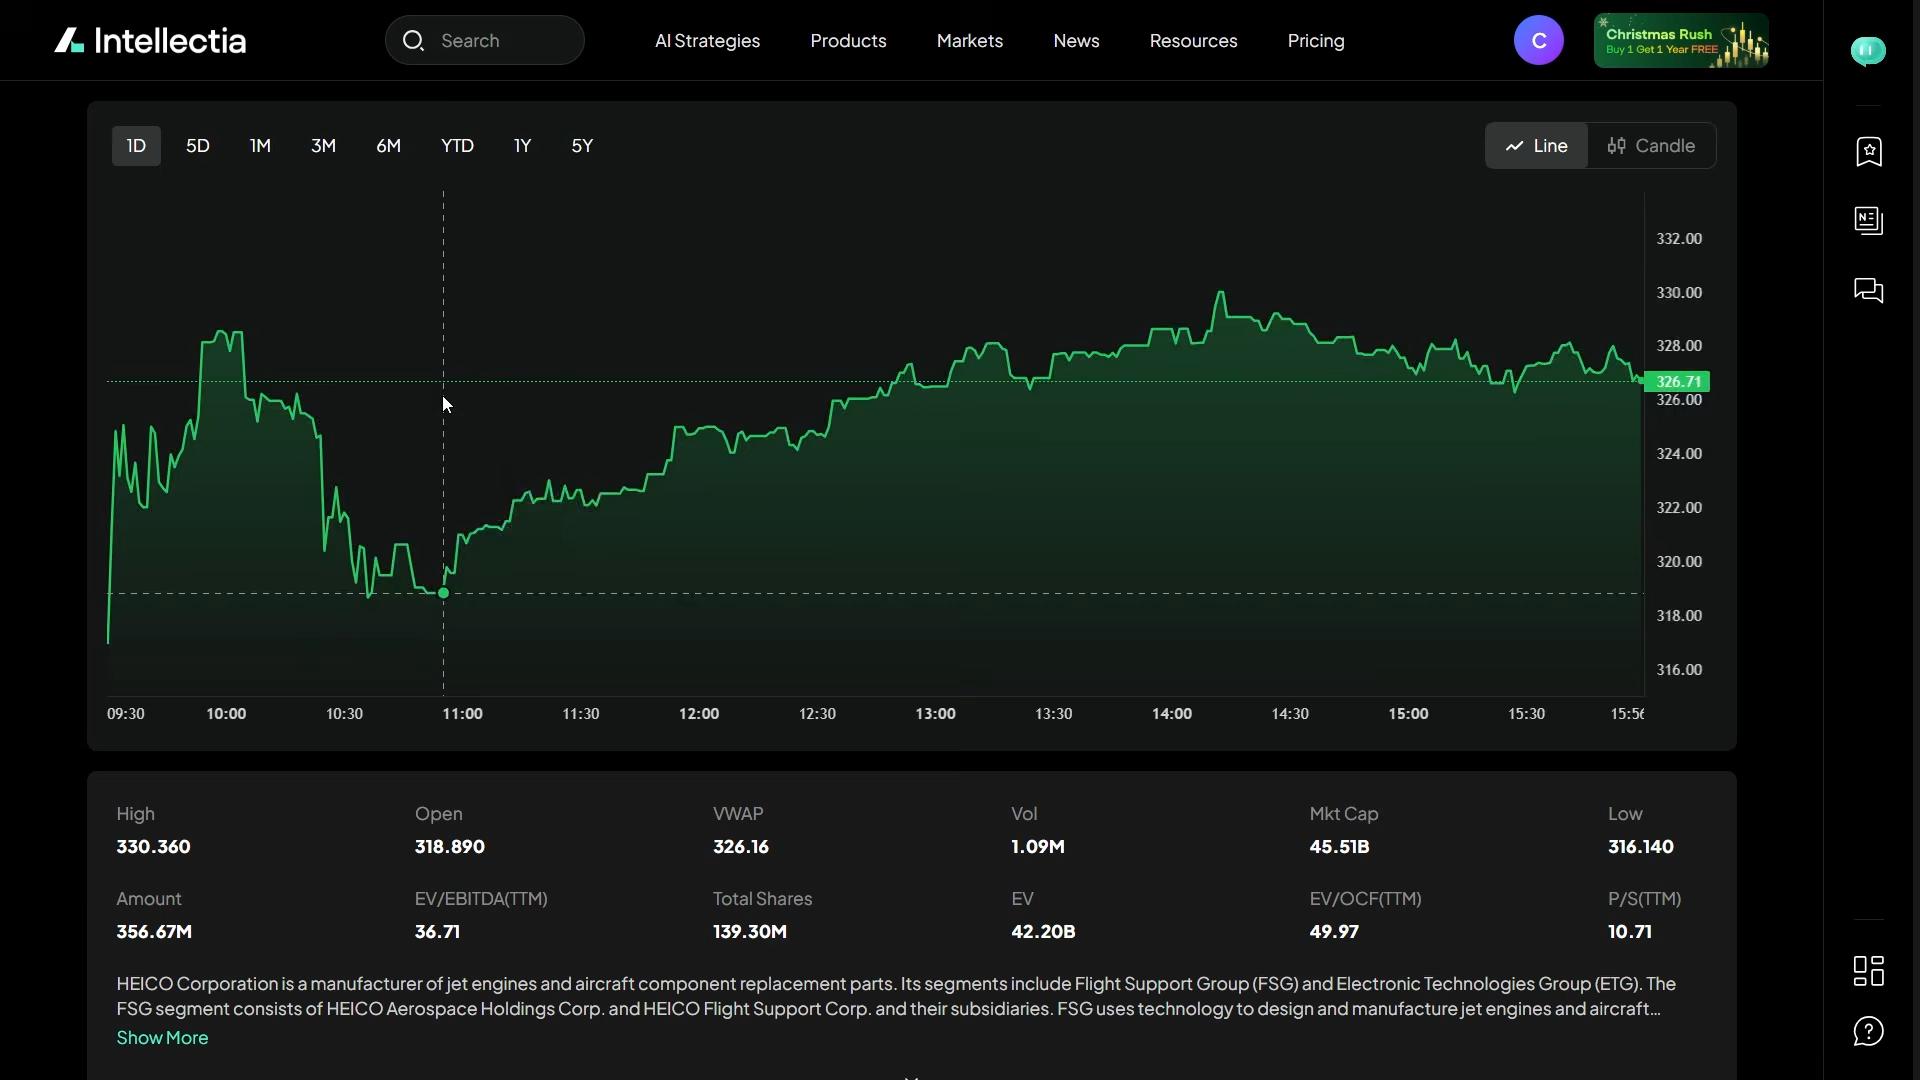 Intellectia
Search
AI Strategies
Products
Markets
News
Resources
Pricing
C
Christmas Rush
Buy 1 Get 1 Year FREE
1D
5D
1M
3M
6M
YTD
1Y
5Y
Line
Candle
332.00
330.00
328.00
326.71
326.00
324.00
322.00
320.00
318.00
316.00
09:30
10:00
10:30
11:00
11:30
12:00
12:30
13:00
13:30
14:00
14:30
15:00
15:30
15:56
High
Open
VWAP
Vol
Mkt Cap
Low
330.360
318.890
326.16
1.09M
45.51B
316.140
Amount
EV/EBITDA(TTM)
Total Shares
EV
EV/OCF(TTM)
P/S(TTM)
356.67M
36.71
139.30M
42.20B
49.97
10.71
HEICO Corporation is a manufacturer of jet engines and aircraft component replacement parts. Its segments include Flight Support Group (FSG) and Electronic Technologies Group (ETG). The
FSG segment consists of HEICO Aerospace Holdings Corp. and HEICO Flight Support Corp. and their subsidiaries. FSG uses technology to design and manufacture jet engines and aircraft...
Show More